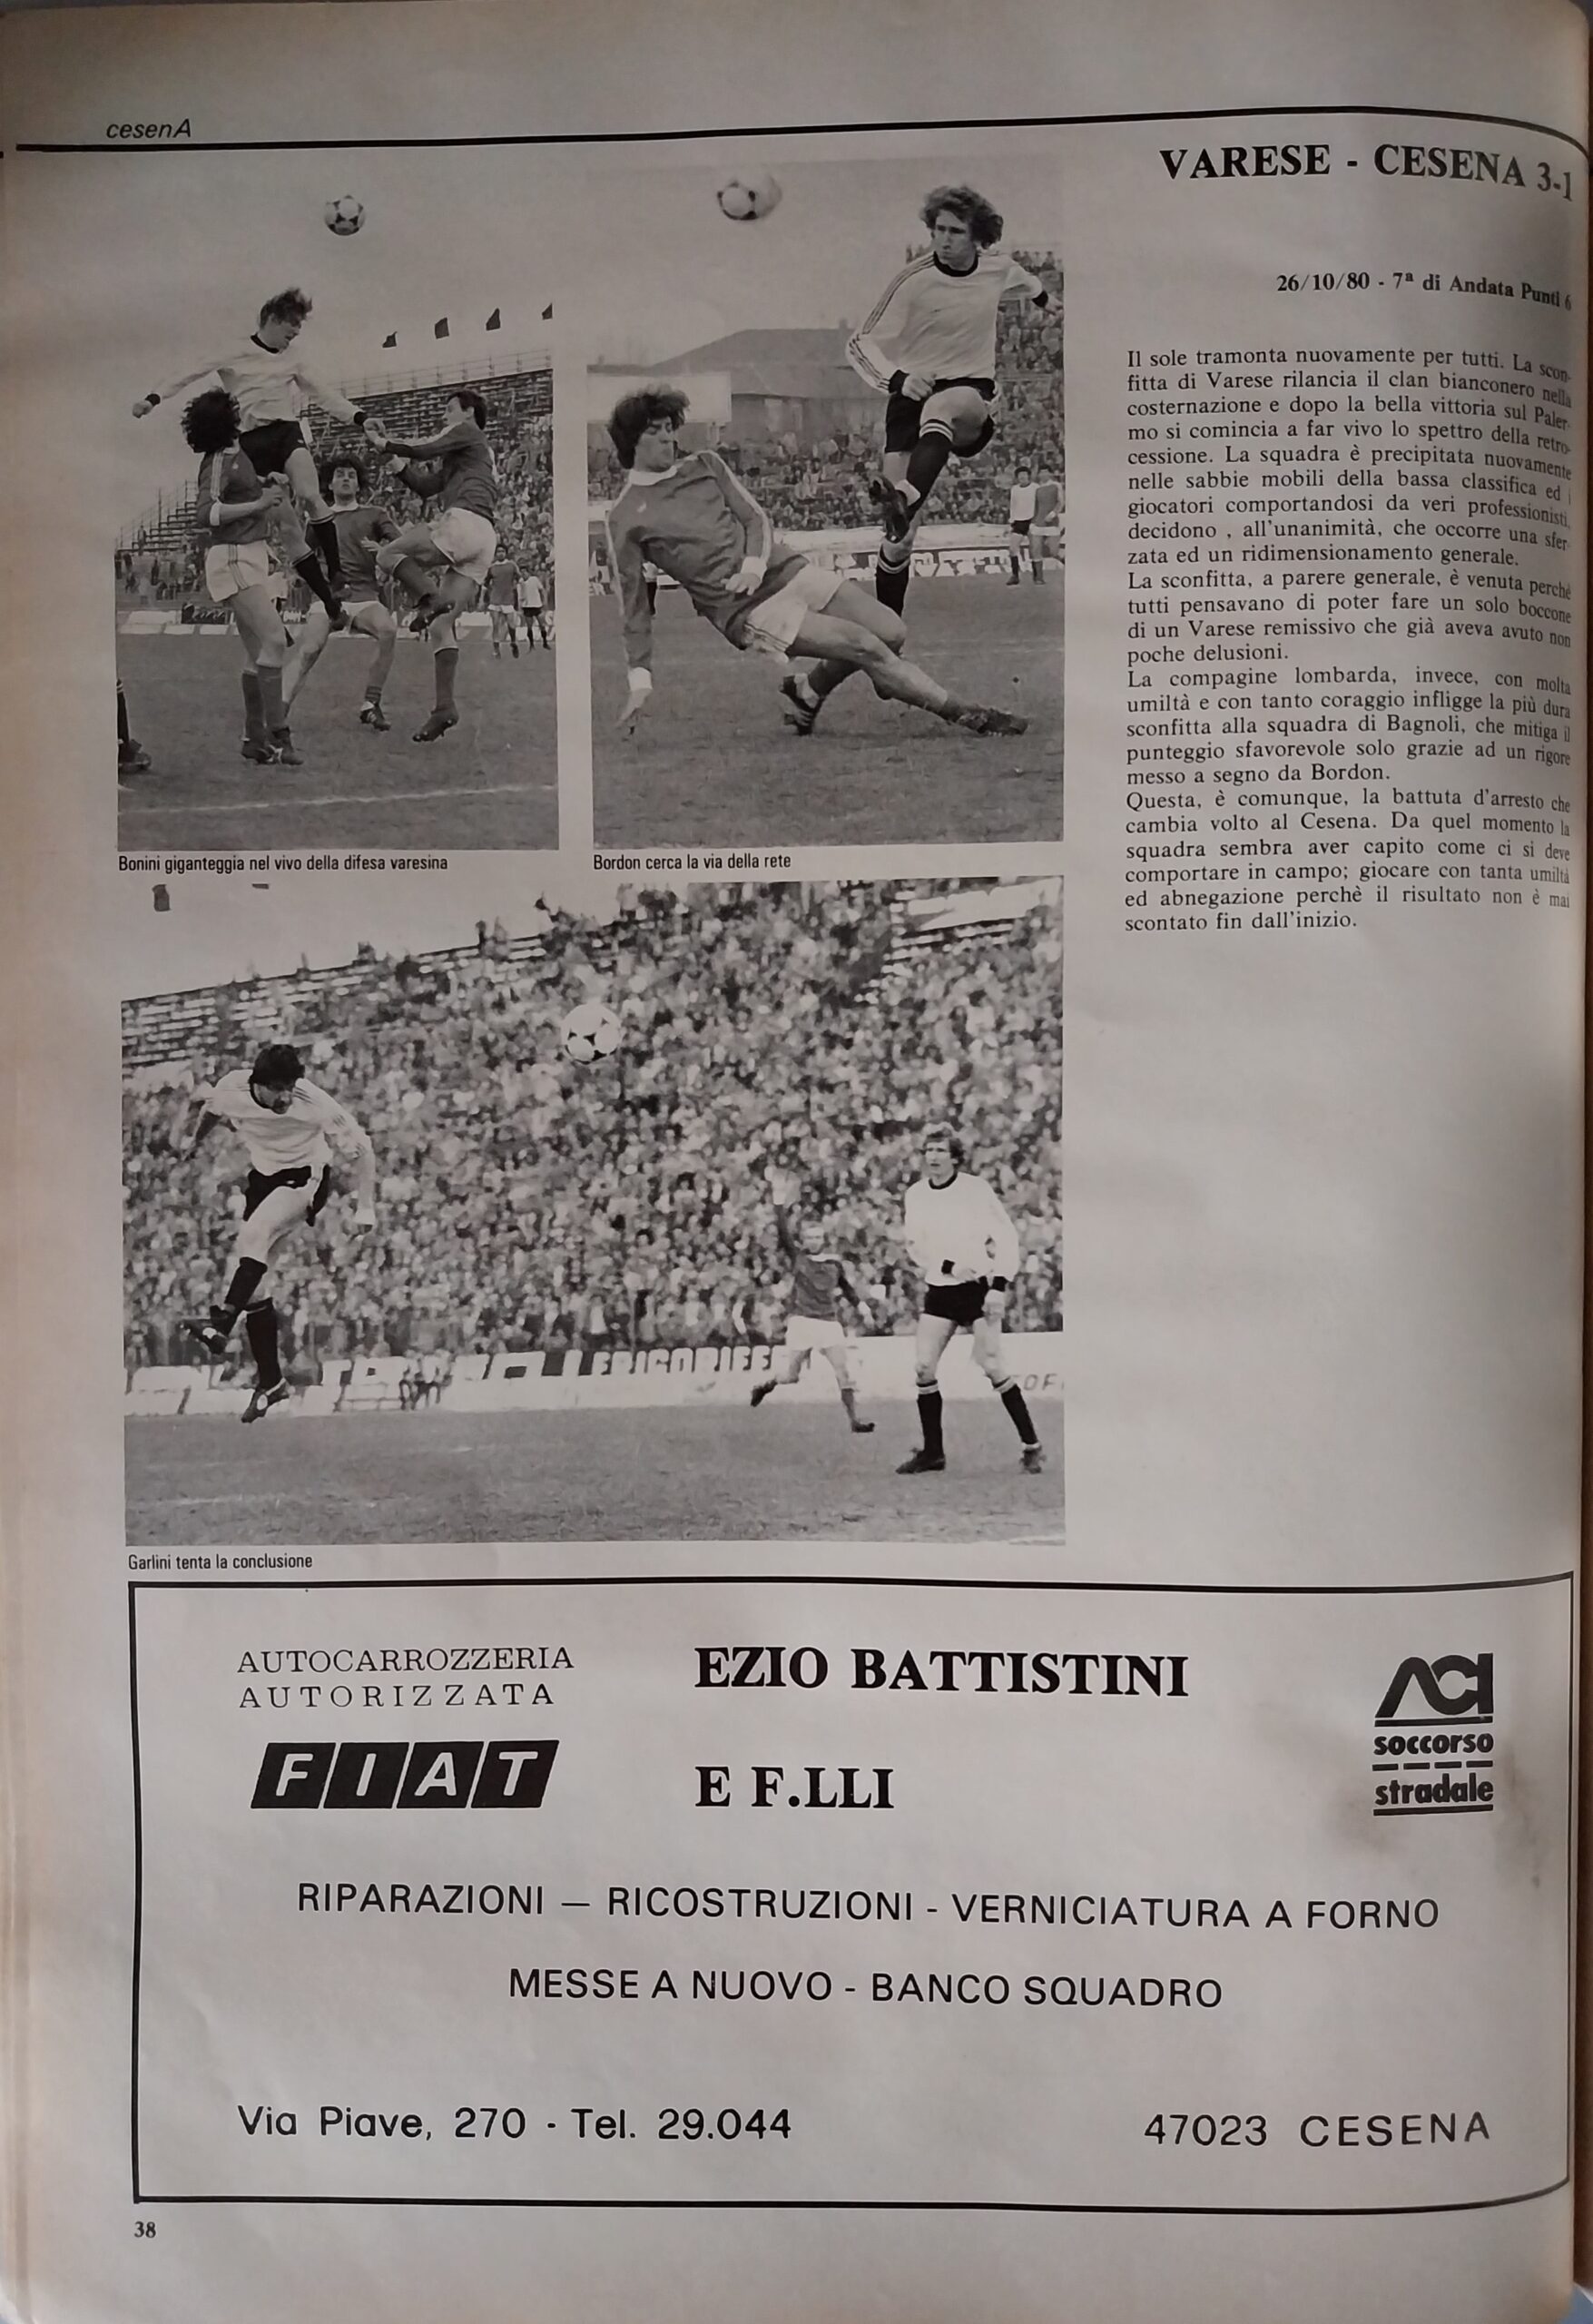 cesenA
VARESE - CESENA 3-1
26/10/80 - 7ª di Andata Punti 6
Il sole tramonta nuovamente per tutti. La scon-
fitta di Varese rilancia il clan bianconero nella
costernazione e dopo la bella vittoria sul Paler-
mo si comincia a far vivo lo spettro della retro-
cessione. La squadra è precipitata nuovamente
nelle sabbie mobili della bassa classifica ed i
giocatori comportandosi da veri professionisti,
decidono , all'unanimità, che occorre una sfer-
zata ed un ridimensionamento generale.
La sconfitta, a parere generale, è venuta perché
tutti pensavano di poter fare un solo boccone
di un Varese remissivo che già aveva avuto non
poche delusioni.
La compagine lombarda, invece, con molta
umiltà e con tanto coraggio infligge la più dura
sconfitta alla squadra di Bagnoli, che mitiga il
punteggio sfavorevole solo grazie ad un rigore
messo a segno da Bordon.
Questa, è comunque, la battuta d'arresto che
cambia volto al Cesena. Da quel momento la
squadra sembra aver capito come ci si deve
comportare in campo; giocare con tanta umiltà
ed abnegazione perchè il risultato non è mai
scontato fin dall'inizio.
Bonini giganteggia nel vivo della difesa varesina
Bordon cerca la via della rete
Garlini tenta la conclusione
AUTOCARROZZERIA
AUTORIZZATA
FIAT
EZIO BATTISTINI
E F.LLI
ACI
soccorso
stradale
RIPARAZIONI — RICOSTRUZIONI - VERNICIATURA A FORNO
MESSE A NUOVO - BANCO SQUADRO
Via Piave, 270 - Tel. 29.044
47023 CESENA
38